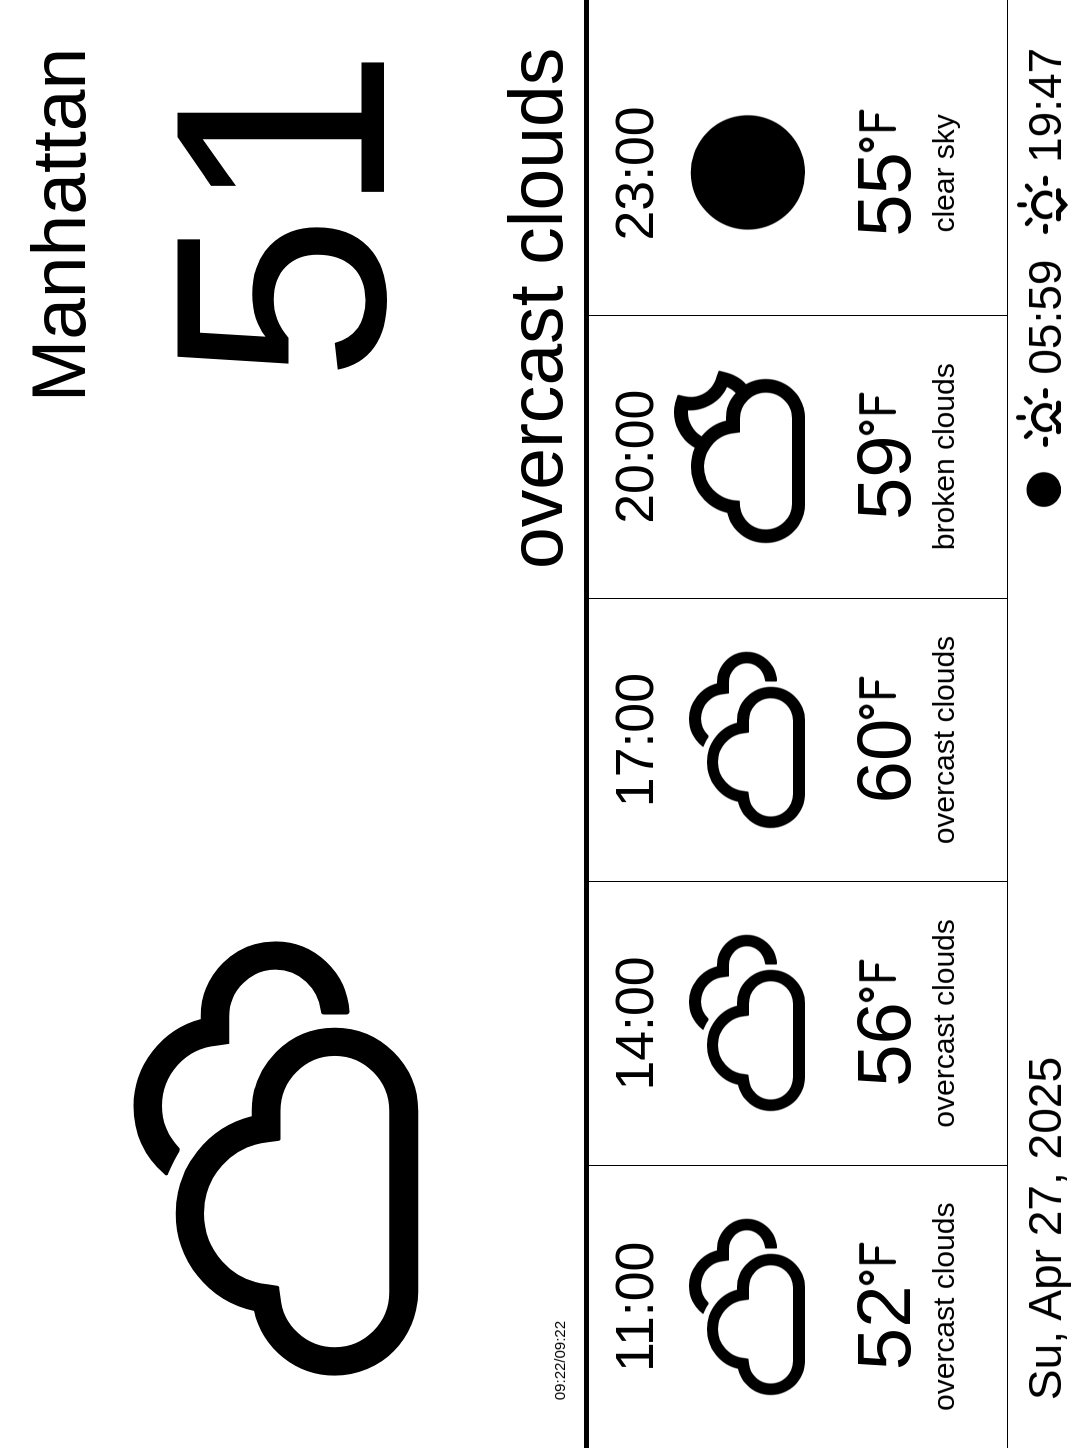 Manhattan
51
overcast clouds
09:22/09:22
11:00
52°F
overcast clouds
14:00
56°F
overcast clouds
17:00
60°F
overcast clouds
20:00
59°F
broken clouds
23:00
55°F
clear sky
Su, Apr 27, 2025
05:59
19:47